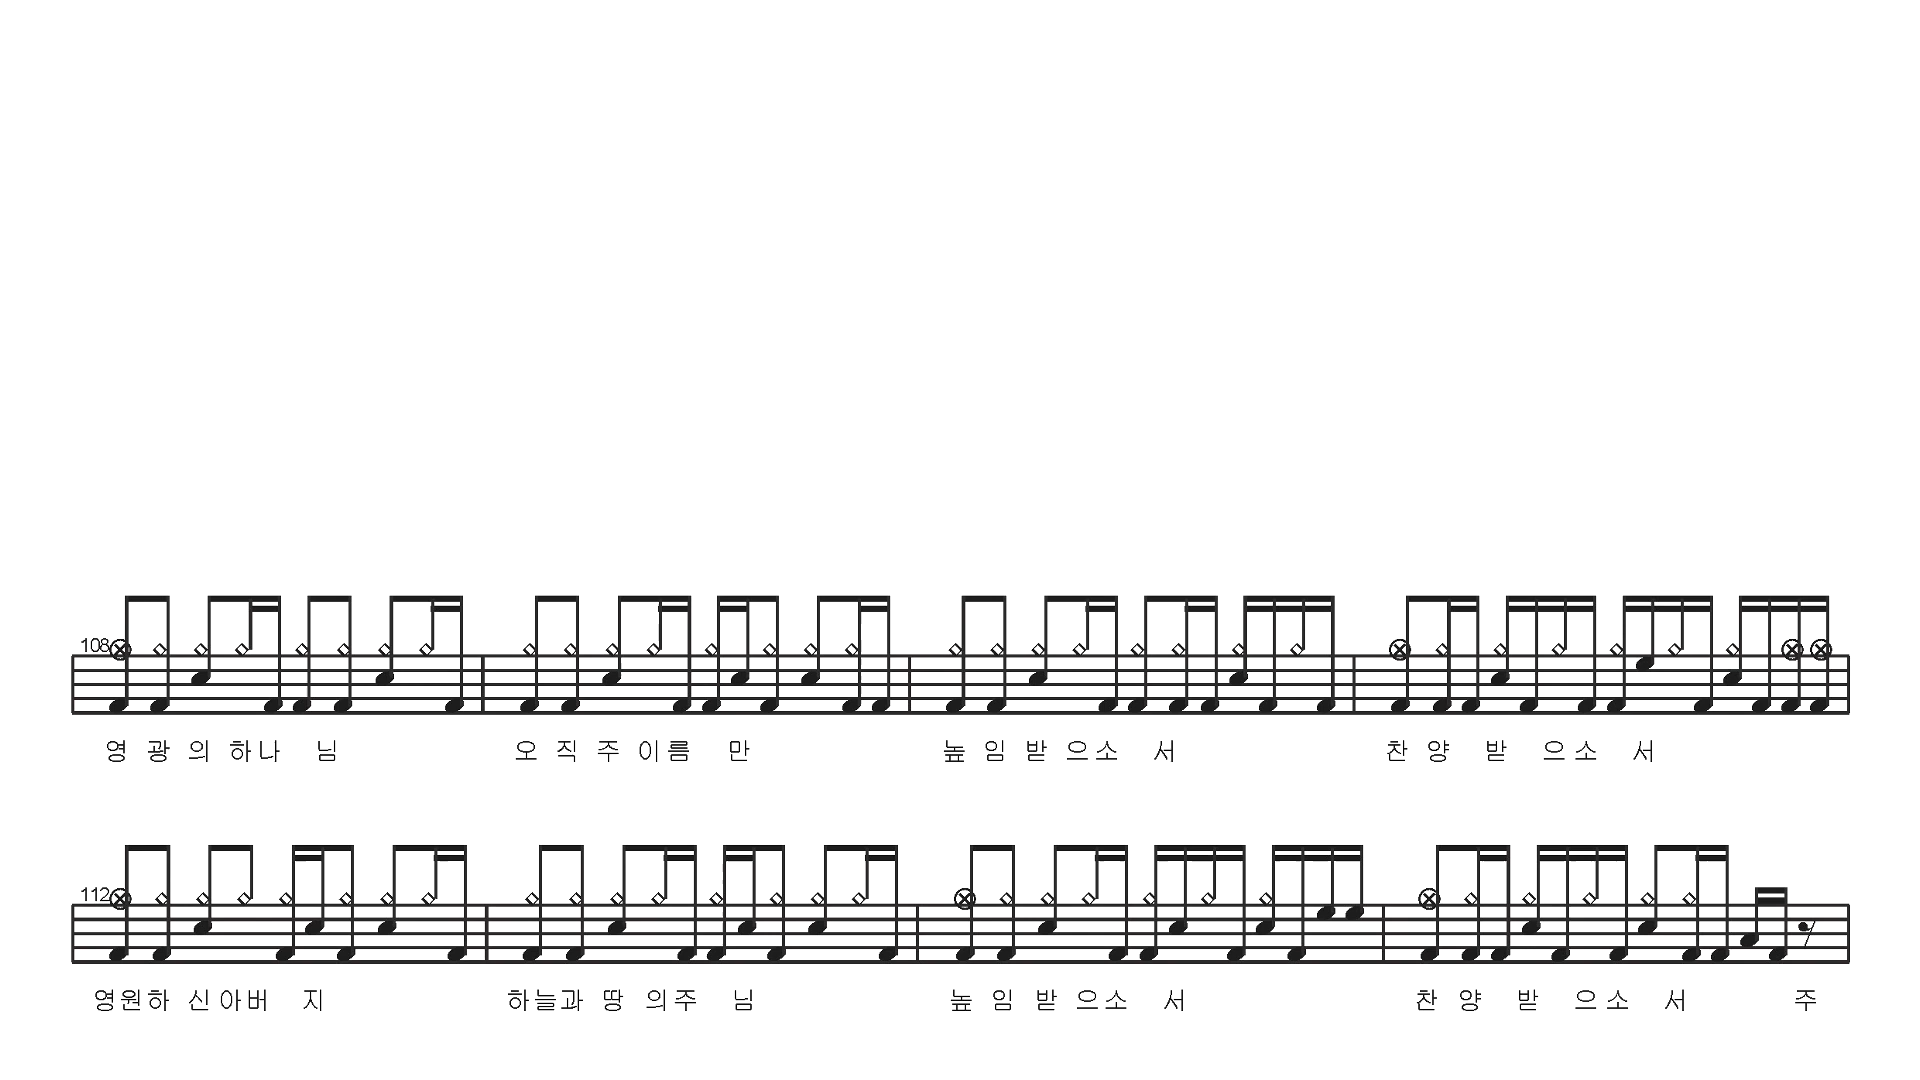 108
영 광 의 하나 님 오 직 주 이름 만 높 임 받 으소 서 찬 양 받 으소 서
112
영원하 신아버 지 하늘과 땅 의주 님 높 임 받 으소 서 찬 양 받 으소 서 주